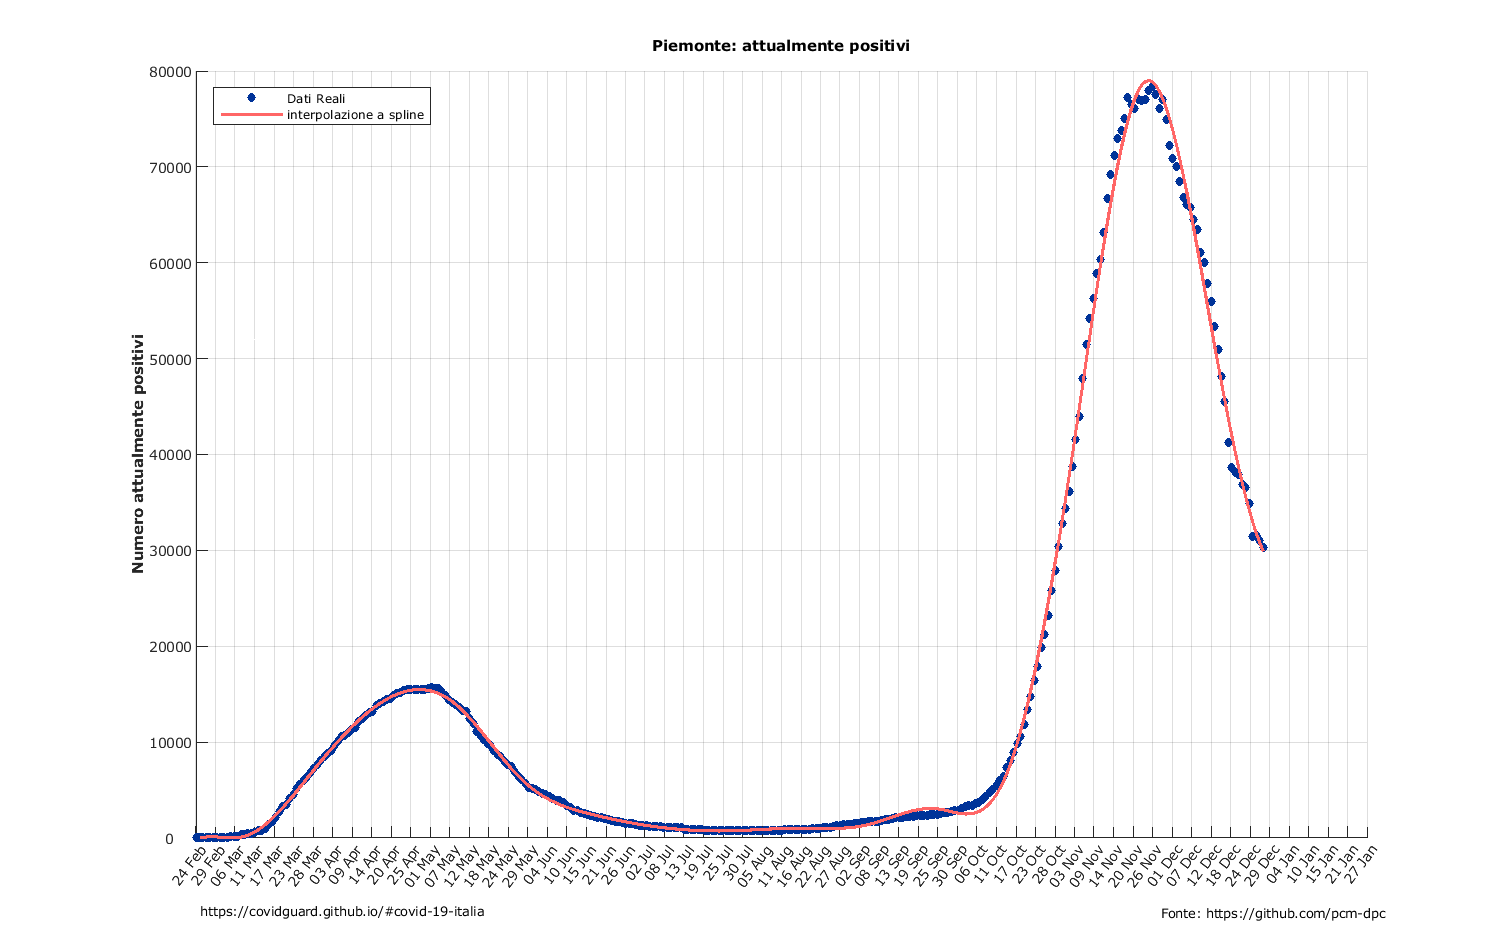 Piemonte: attualmente positivi
Dati Reali
interpolazione a spline
Numero attualmente positivi
80000
70000
60000
50000
40000
30000
20000
10000
0
24 Feb
29 Feb
06 Mar
11 Mar
17 Mar
23 Mar
28 Mar
03 Apr
09 Apr
14 Apr
20 Apr
25 Apr
01 May
07 May
12 May
18 May
24 May
29 May
04 Jun
10 Jun
15 Jun
21 Jun
26 Jun
02 Jul
08 Jul
13 Jul
19 Jul
25 Jul
30 Jul
05 Aug
11 Aug
16 Aug
22 Aug
27 Aug
02 Sep
08 Sep
13 Sep
19 Sep
25 Sep
30 Sep
06 Oct
11 Oct
17 Oct
23 Oct
28 Oct
03 Nov
09 Nov
14 Nov
20 Nov
26 Nov
01 Dec
07 Dec
12 Dec
18 Dec
24 Dec
29 Dec
04 Jan
10 Jan
15 Jan
21 Jan
27 Jan
https://covidguard.github.io/#covid-19-italia
Fonte: https://github.com/pcm-dpc